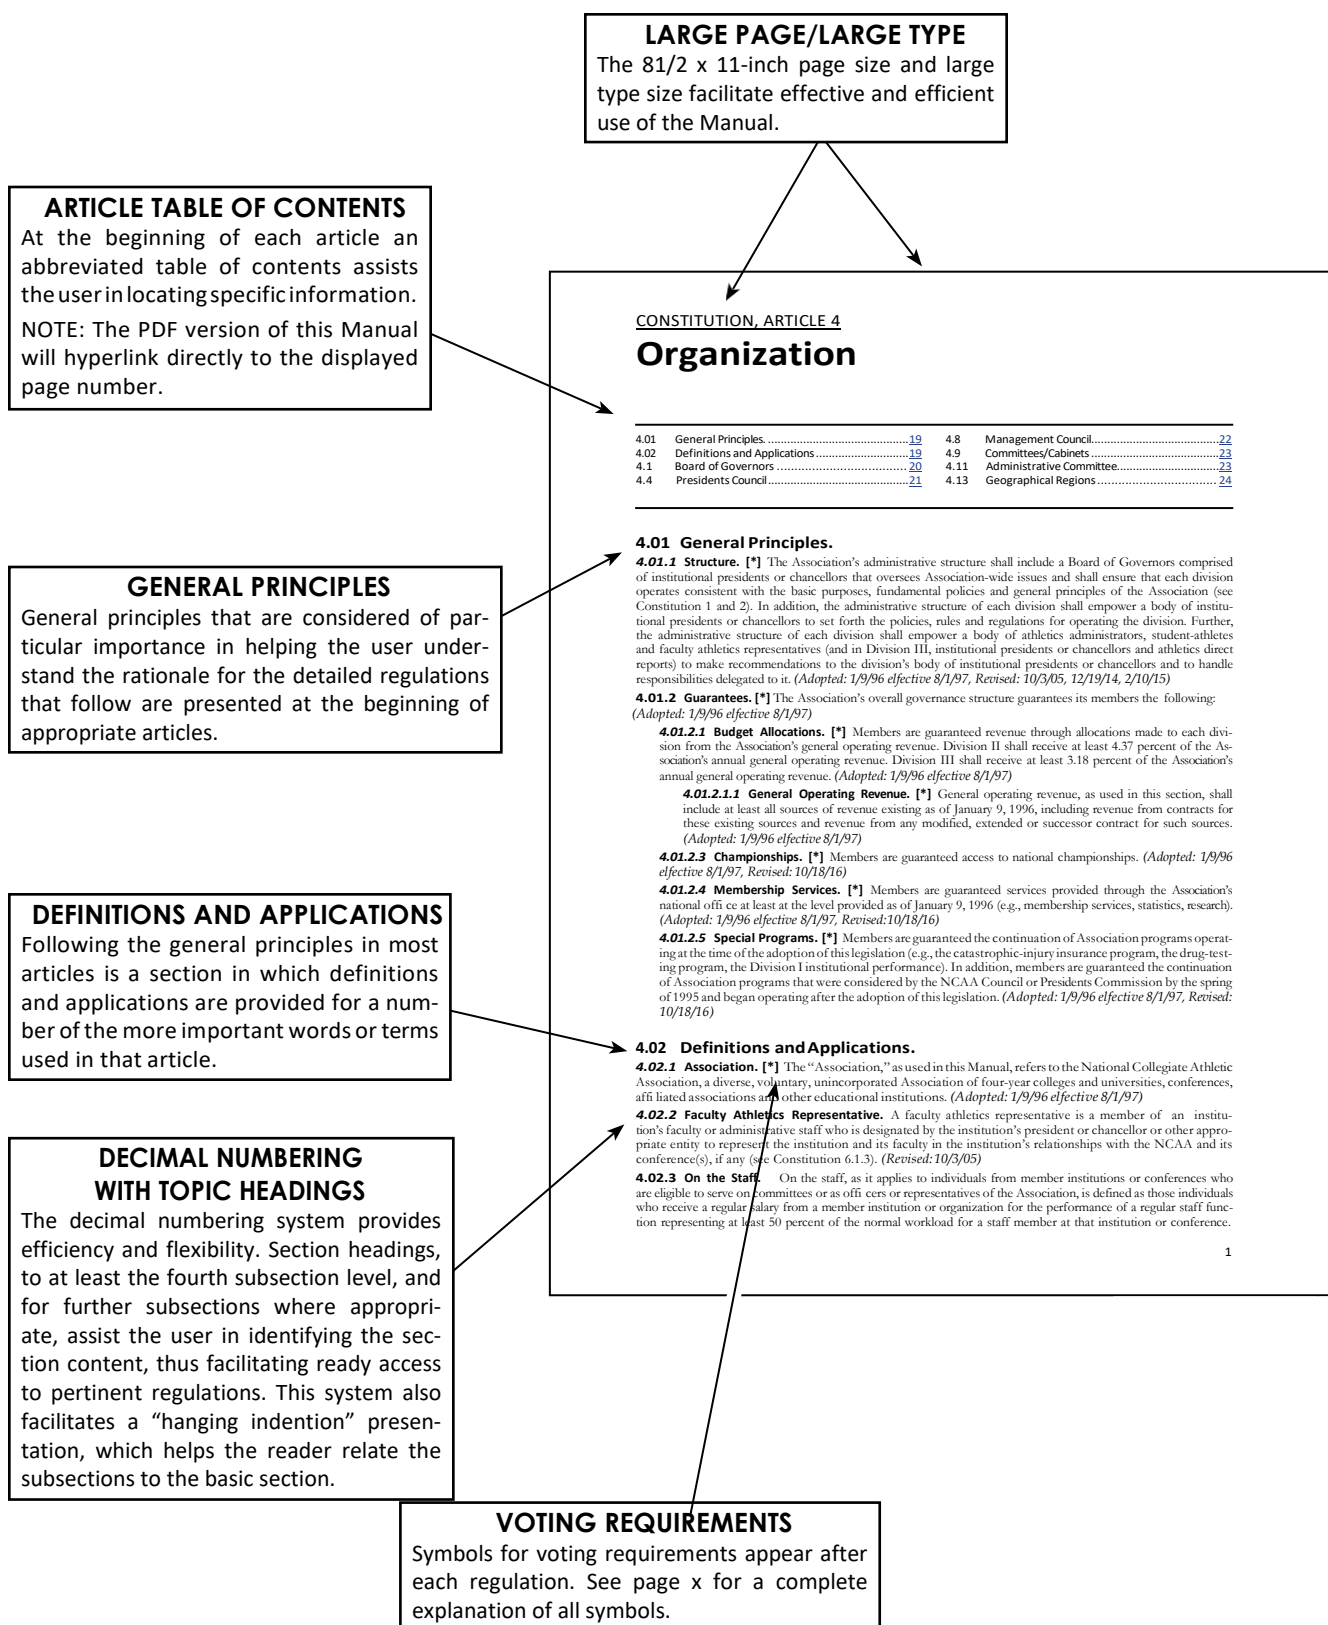 LARGE PAGE/LARGE TYPE
The 81/2 x 11-inch page size and large
type size facilitate effective and efficient
use of the Manual.
ARTICLE TABLE OF CONTENTS
At the beginning of each article an
abbreviated table of contents assists
the user in locating specific information.
NOTE: The PDF version of this Manual
will hyperlink directly to the displayed
page number.
GENERAL PRINCIPLES
General principles that are considered of par-
ticular importance in helping the user under-
stand the rationale for the detailed regulations
that follow are presented at the beginning of
appropriate articles.
DEFINITIONS AND APPLICATIONS
Following the general principles in most
articles is a section in which definitions
and applications are provided for a num-
ber of the more important words or terms
used in that article.
DECIMAL NUMBERING
WITH TOPIC HEADINGS
The decimal numbering system provides
efficiency and flexibility. Section headings,
to at least the fourth subsection level, and
for further subsections where appropri-
ate, assist the user in identifying the sec-
tion content, thus facilitating ready access
to pertinent regulations. This system also
facilitates a “hanging indention” presen-
tation, which helps the reader relate the
subsections to the basic section.
VOTING REQUIREMENTS
Symbols for voting requirements appear after
each regulation. See page x for a complete
explanation of all symbols.
CONSTITUTION, ARTICLE 4
Organization
4.01 General Principles. ............................................19 4.8 Management Council........................................22
4.02 Definitions and Applications .............................19 4.9 Committees/Cabinets ........................................23
4.1 Board of Governors ..................................... 20 4.11 Administrative Committee................................23
4.4 Presidents Council ............................................21 4.13 Geographical Regions .................................. 24
4.01 General Principles.
4.01.1 Structure. [*] The Association’s administrative structure shall include a Board of Governors comprised
of institutional presidents or chancellors that oversees Association-wide issues and shall ensure that each division
operates consistent with the basic purposes, fundamental policies and general principles of the Association (see
Constitution 1 and 2). In addition, the administrative structure of each division shall empower a body of institu-
tional presidents or chancellors to set forth the policies, rules and regulations for operating the division. Further,
the administrative structure of each division shall empower a body of athletics administrators, student-athletes
and faculty athletics representatives (and in Division III, institutional presidents or chancellors and athletics direct
reports) to make recommendations to the division’s body of institutional presidents or chancellors and to handle
responsibilities delegated to it. (Adopted: 1/9/96 effective 8/1/97, Revised: 10/3/05, 12/19/14, 2/10/15)
4.01.2 Guarantees. [*] The Association’s overall governance structure guarantees its members the following:
(Adopted: 1/9/96 elfective 8/1/97)
4.01.2.1 Budget Allocations. [*] Members are guaranteed revenue through allocations made to each divi-
sion from the Association’s general operating revenue. Division II shall receive at least 4.37 percent of the As-
sociation’s annual general operating revenue. Division III shall receive at least 3.18 percent of the Association’s
annual general operating revenue. (Adopted: 1/9/96 elfective 8/1/97)
4.01.2.1.1 General Operating Revenue. [*] General operating revenue, as used in this section, shall
include at least all sources of revenue existing as of January 9, 1996, including revenue from contracts for
these existing sources and revenue from any modified, extended or successor contract for such sources.
(Adopted: 1/9/96 elfective 8/1/97)
4.01.2.3 Championships. [*] Members are guaranteed access to national championships. (Adopted: 1/9/96
elfective 8/1/97, Revised: 10/18/16)
4.01.2.4 Membership Services. [*] Members are guaranteed services provided through the Association’s
national offi ce at least at the level provided as of January 9, 1996 (e.g., membership services, statistics, research).
(Adopted: 1/9/96 elfective 8/1/97, Revised:10/18/16)
4.01.2.5 Special Programs. [*] Members are guaranteed the continuation of Association programs operat-
ing at the time of the adoption of this legislation (e.g., the catastrophic-injury insurance program, the drug-test-
ing program, the Division I institutional performance). In addition, members are guaranteed the continuation
of Association programs that were considered by the NCAA Council or Presidents Commission by the spring
of 1995 and began operating after the adoption of this legislation. (Adopted: 1/9/96 elfective 8/1/97, Revised:
10/18/16)
4.02 Definitions and Applications.
4.02.1 Association. [*] The “Association,” as used in this Manual, refers to the National Collegiate Athletic
Association, a diverse, voluntary, unincorporated Association of four-year colleges and universities, conferences,
affi liated associations and other educational institutions. (Adopted: 1/9/96 elfective 8/1/97)
4.02.2 Faculty Athletics Representative. A faculty athletics representative is a member of an institu-
tion’s faculty or administrative staff who is designated by the institution’s president or chancellor or other appro-
priate entity to represent the institution and its faculty in the institution’s relationships with the NCAA and its
conference(s), if any (see Constitution 6.1.3). (Revised:10/3/05)
4.02.3 On the Staff. On the staff, as it applies to individuals from member institutions or conferences who
are eligible to serve on committees or as offi cers or representatives of the Association, is defined as those individuals
who receive a regular salary from a member institution or organization for the performance of a regular staff func-
tion representing at least 50 percent of the normal workload for a staff member at that institution or conference.
1